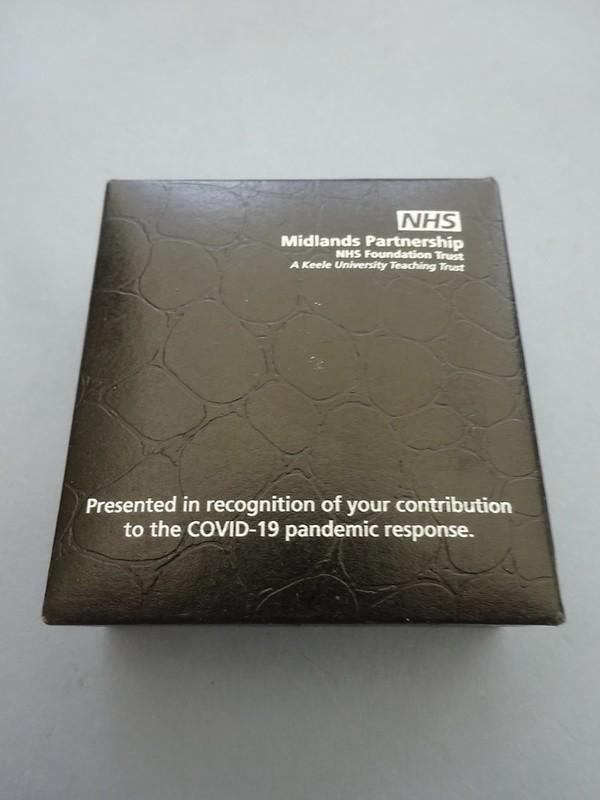 NHS
Midlands Partnership
NHS Foundation Trust
A Keele University Teaching Trust
Presented in recognition of your contribution
to the COVID-19 pandemic response.